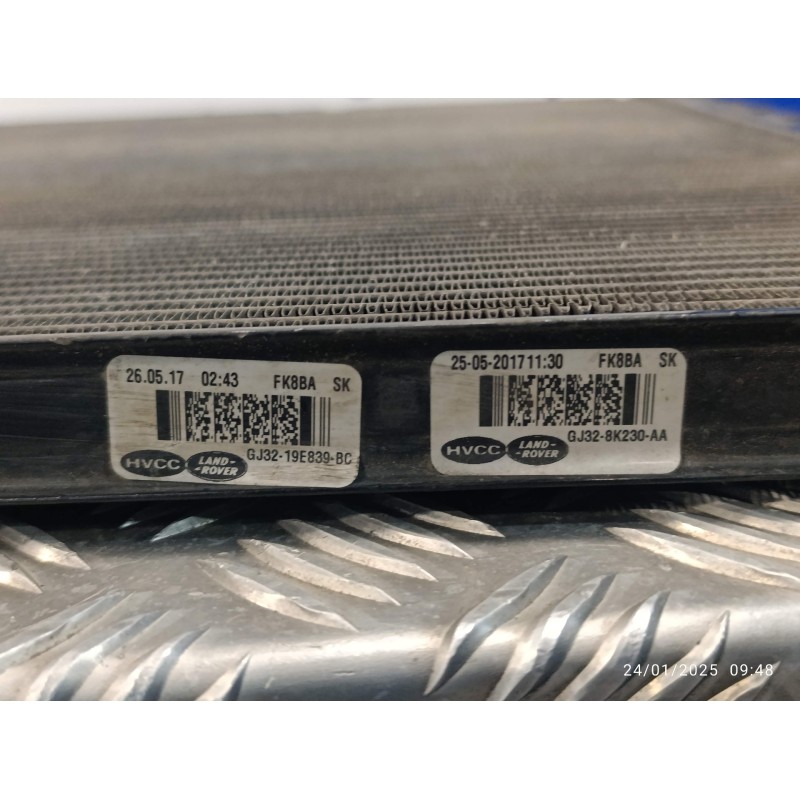 26.05.17 02:43 FK8BA SK
GJ32-19E839-BC
HVCC LAND-
-ROVER
25-05-2017 11:30 FK8BA SK
GJ32-8K230-AA
HVCC LAND-
-ROVER
24/01/2025 09:48